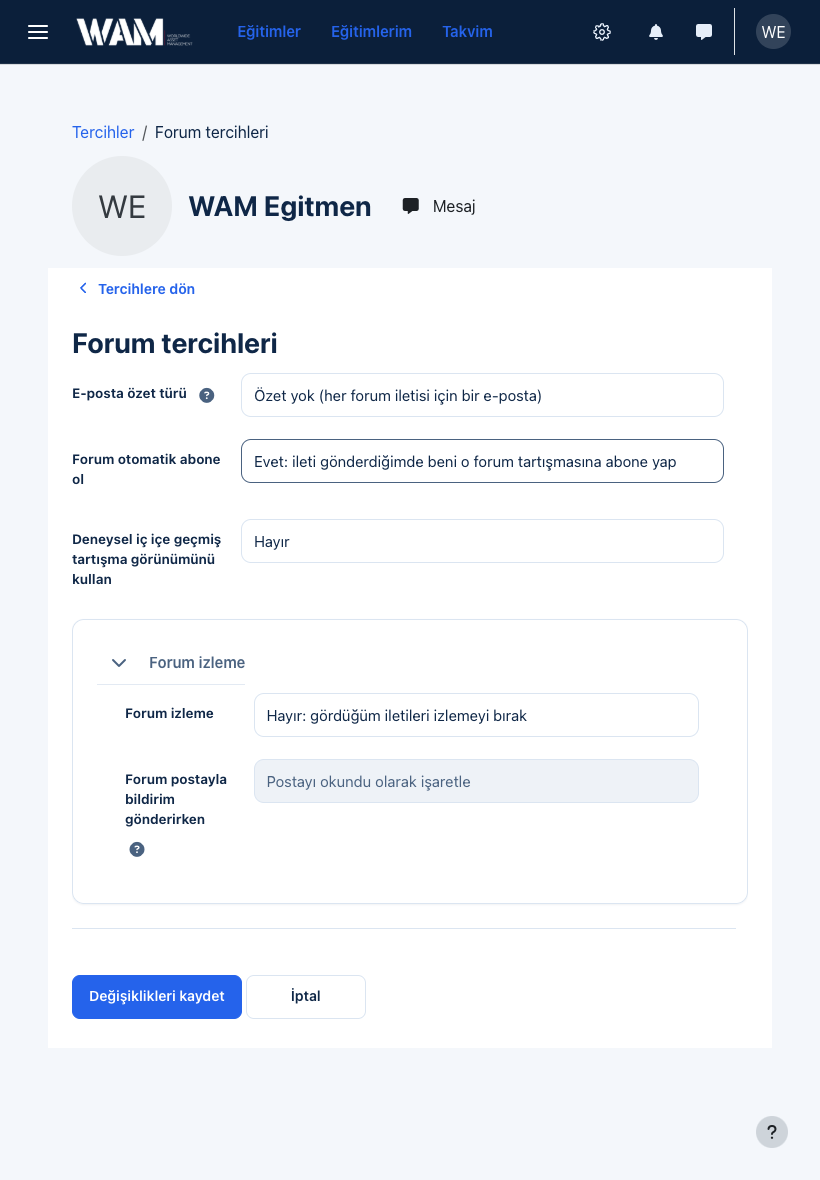 WAM WORLDWIDE ASSET MANAGEMENT Eğitimler Eğitimlerim Takvim WE
Tercihler / Forum tercihleri
WE WAM Egitmen Mesaj
Tercihlere dön
Forum tercihleri
E-posta özet türü ? Özet yok (her forum iletisi için bir e-posta)
Forum otomatik abone
ol
Evet: ileti gönderdiğimde beni o forum tartışmasına abone yap
Deneysel iç içe geçmiş
tartışma görünümünü
kullan
Hayır
Forum izleme
Forum izleme Hayır: gördüğüm iletileri izlemeyi bırak
Forum postayla
bildirim
gönderirken
?
Postayı okundu olarak işaretle
Değişiklikleri kaydet İptal
?